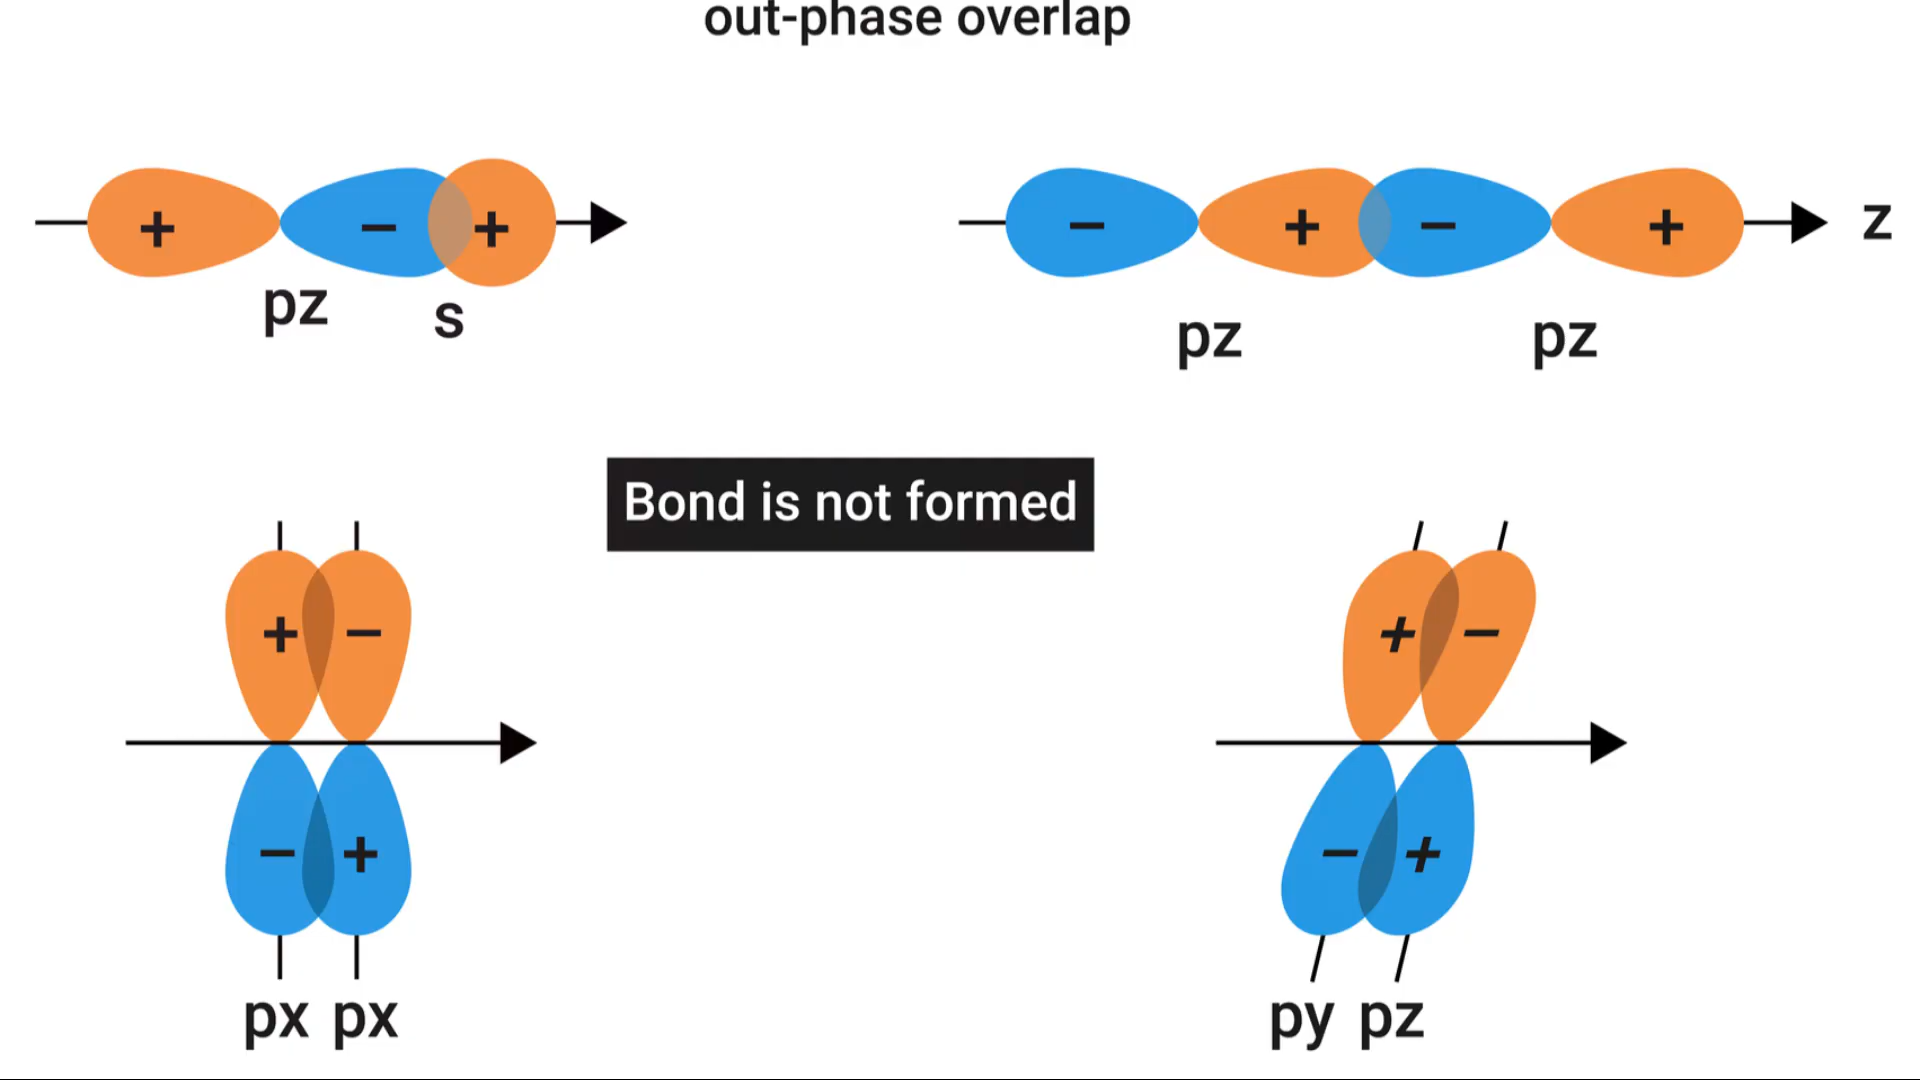 out-phase overlap
+ − +
pz
s
− + − +
z
pz
pz
Bond is not formed
+ −
− +
px px
+ −
− +
py pz